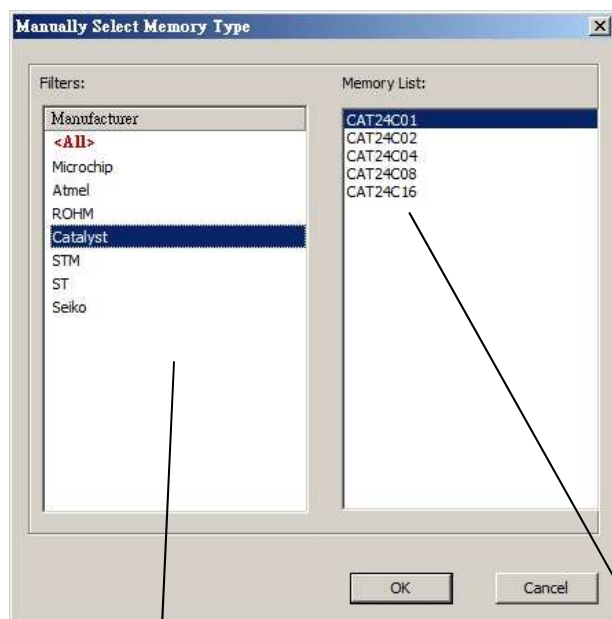 Manually Select Memory Type
Filters:
Manufacturer
<All>
Microchip
Atmel
ROHM
Catalyst
STM
ST
Seiko
Memory List:
CAT24C01
CAT24C02
CAT24C04
CAT24C08
CAT24C16
OK
Cancel